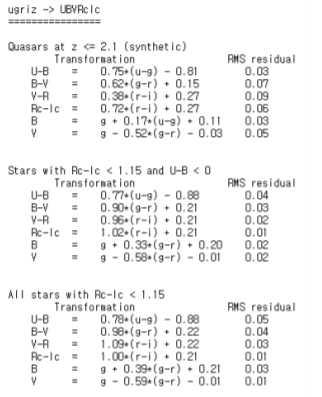 ugriz -> UBVRcIc
================
Quasars at z <= 2.1 (synthetic)
Transformation RMS residual
U-B = 0.75*(u-g) - 0.81 0.03
B-V = 0.62*(g-r) + 0.15 0.07
V-R = 0.38*(r-i) + 0.27 0.09
Rc-Ic = 0.72*(r-i) + 0.27 0.06
B = g + 0.17*(u-g) + 0.11 0.03
V = g - 0.52*(g-r) - 0.03 0.05
Stars with Rc-Ic < 1.15 and U-B < 0
Transformation RMS residual
U-B = 0.77*(u-g) - 0.88 0.04
B-V = 0.90*(g-r) + 0.21 0.03
V-R = 0.96*(r-i) + 0.21 0.02
Rc-Ic = 1.02*(r-i) + 0.21 0.01
B = g + 0.33*(g-r) + 0.20 0.02
V = g - 0.58*(g-r) - 0.01 0.02
All stars with Rc-Ic < 1.15
Transformation RMS residual
U-B = 0.78*(u-g) - 0.88 0.05
B-V = 0.98*(g-r) + 0.22 0.04
V-R = 1.09*(r-i) + 0.22 0.03
Rc-Ic = 1.00*(r-i) + 0.21 0.01
B = g + 0.39*(g-r) + 0.21 0.03
V = g - 0.59*(g-r) - 0.01 0.01